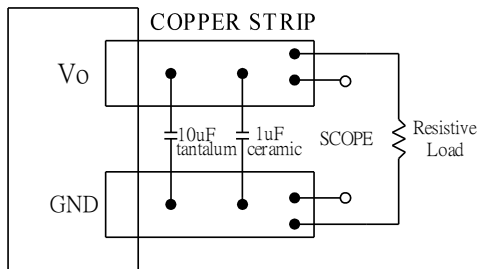 COPPER STRIP
Vo
10uF
tantalum
1uF
ceramic
SCOPE
Resistive
Load
GND